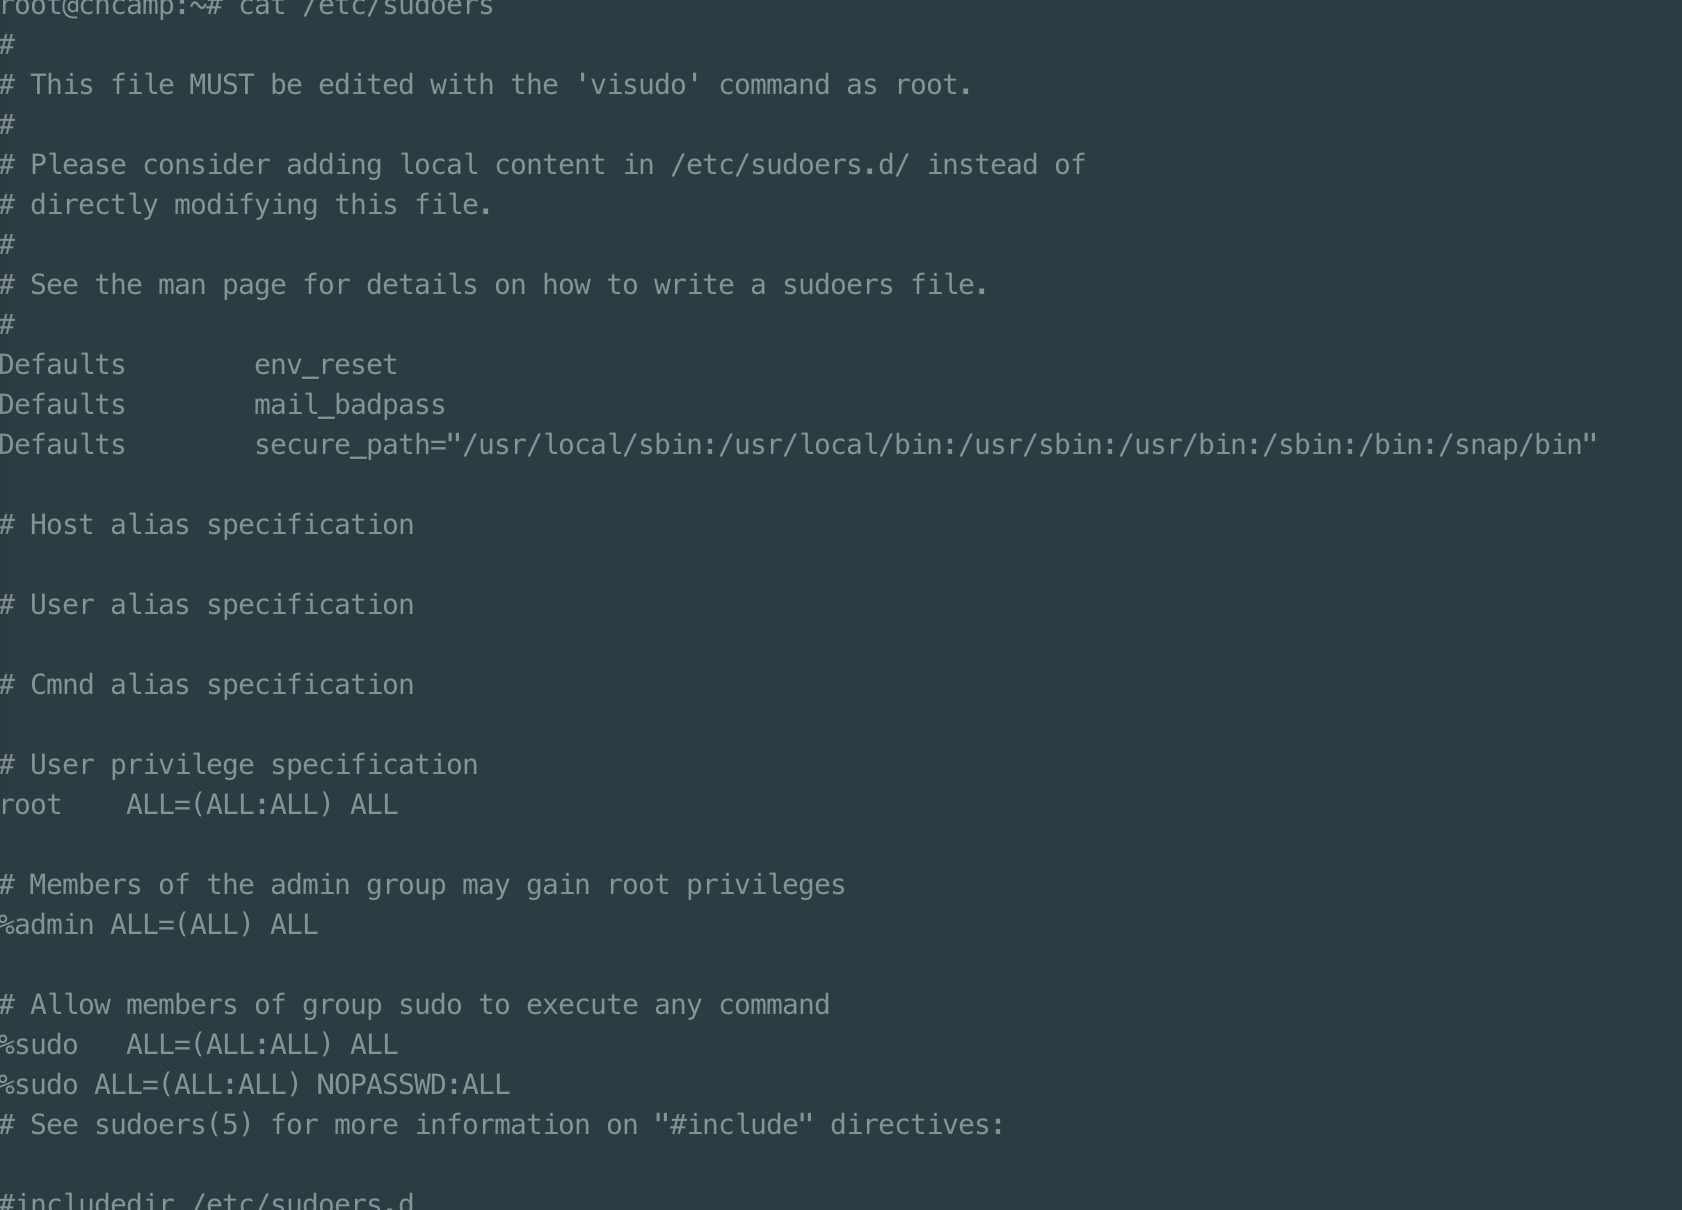 root@cncamp:~# cat /etc/sudoers
#
# This file MUST be edited with the 'visudo' command as root.
#
# Please consider adding local content in /etc/sudoers.d/ instead of
# directly modifying this file.
#
# See the man page for details on how to write a sudoers file.
#
Defaults        env_reset
Defaults        mail_badpass
Defaults        secure_path="/usr/local/sbin:/usr/local/bin:/usr/sbin:/usr/bin:/sbin:/bin:/snap/bin"

# Host alias specification

# User alias specification

# Cmnd alias specification

# User privilege specification
root    ALL=(ALL:ALL) ALL

# Members of the admin group may gain root privileges
%admin ALL=(ALL) ALL

# Allow members of group sudo to execute any command
%sudo   ALL=(ALL:ALL) ALL
%sudo ALL=(ALL:ALL) NOPASSWD:ALL
# See sudoers(5) for more information on "#include" directives:

#includedir /etc/sudoers.d